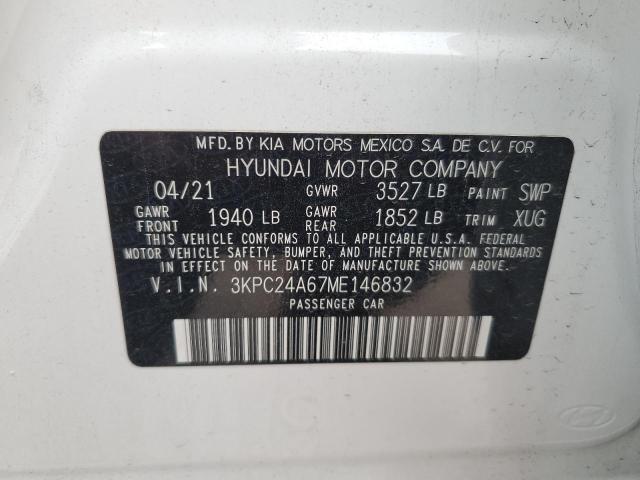 MFD. BY KIA MOTORS MEXICO S.A. DE C.V. FOR
HYUNDAI MOTOR COMPANY
04/21 GVWR 3527 LB PAINT SWP
GAWR FRONT 1940 LB GAWR REAR 1852 LB TRIM XUG
THIS VEHICLE CONFORMS TO ALL APPLICABLE U.S.A. FEDERAL
MOTOR VEHICLE SAFETY, BUMPER, AND THEFT PREVENTION STANDARDS
IN EFFECT ON THE DATE OF MANUFACTURE SHOWN ABOVE.
V.I.N. 3KPC24A67ME146832
PASSENGER CAR